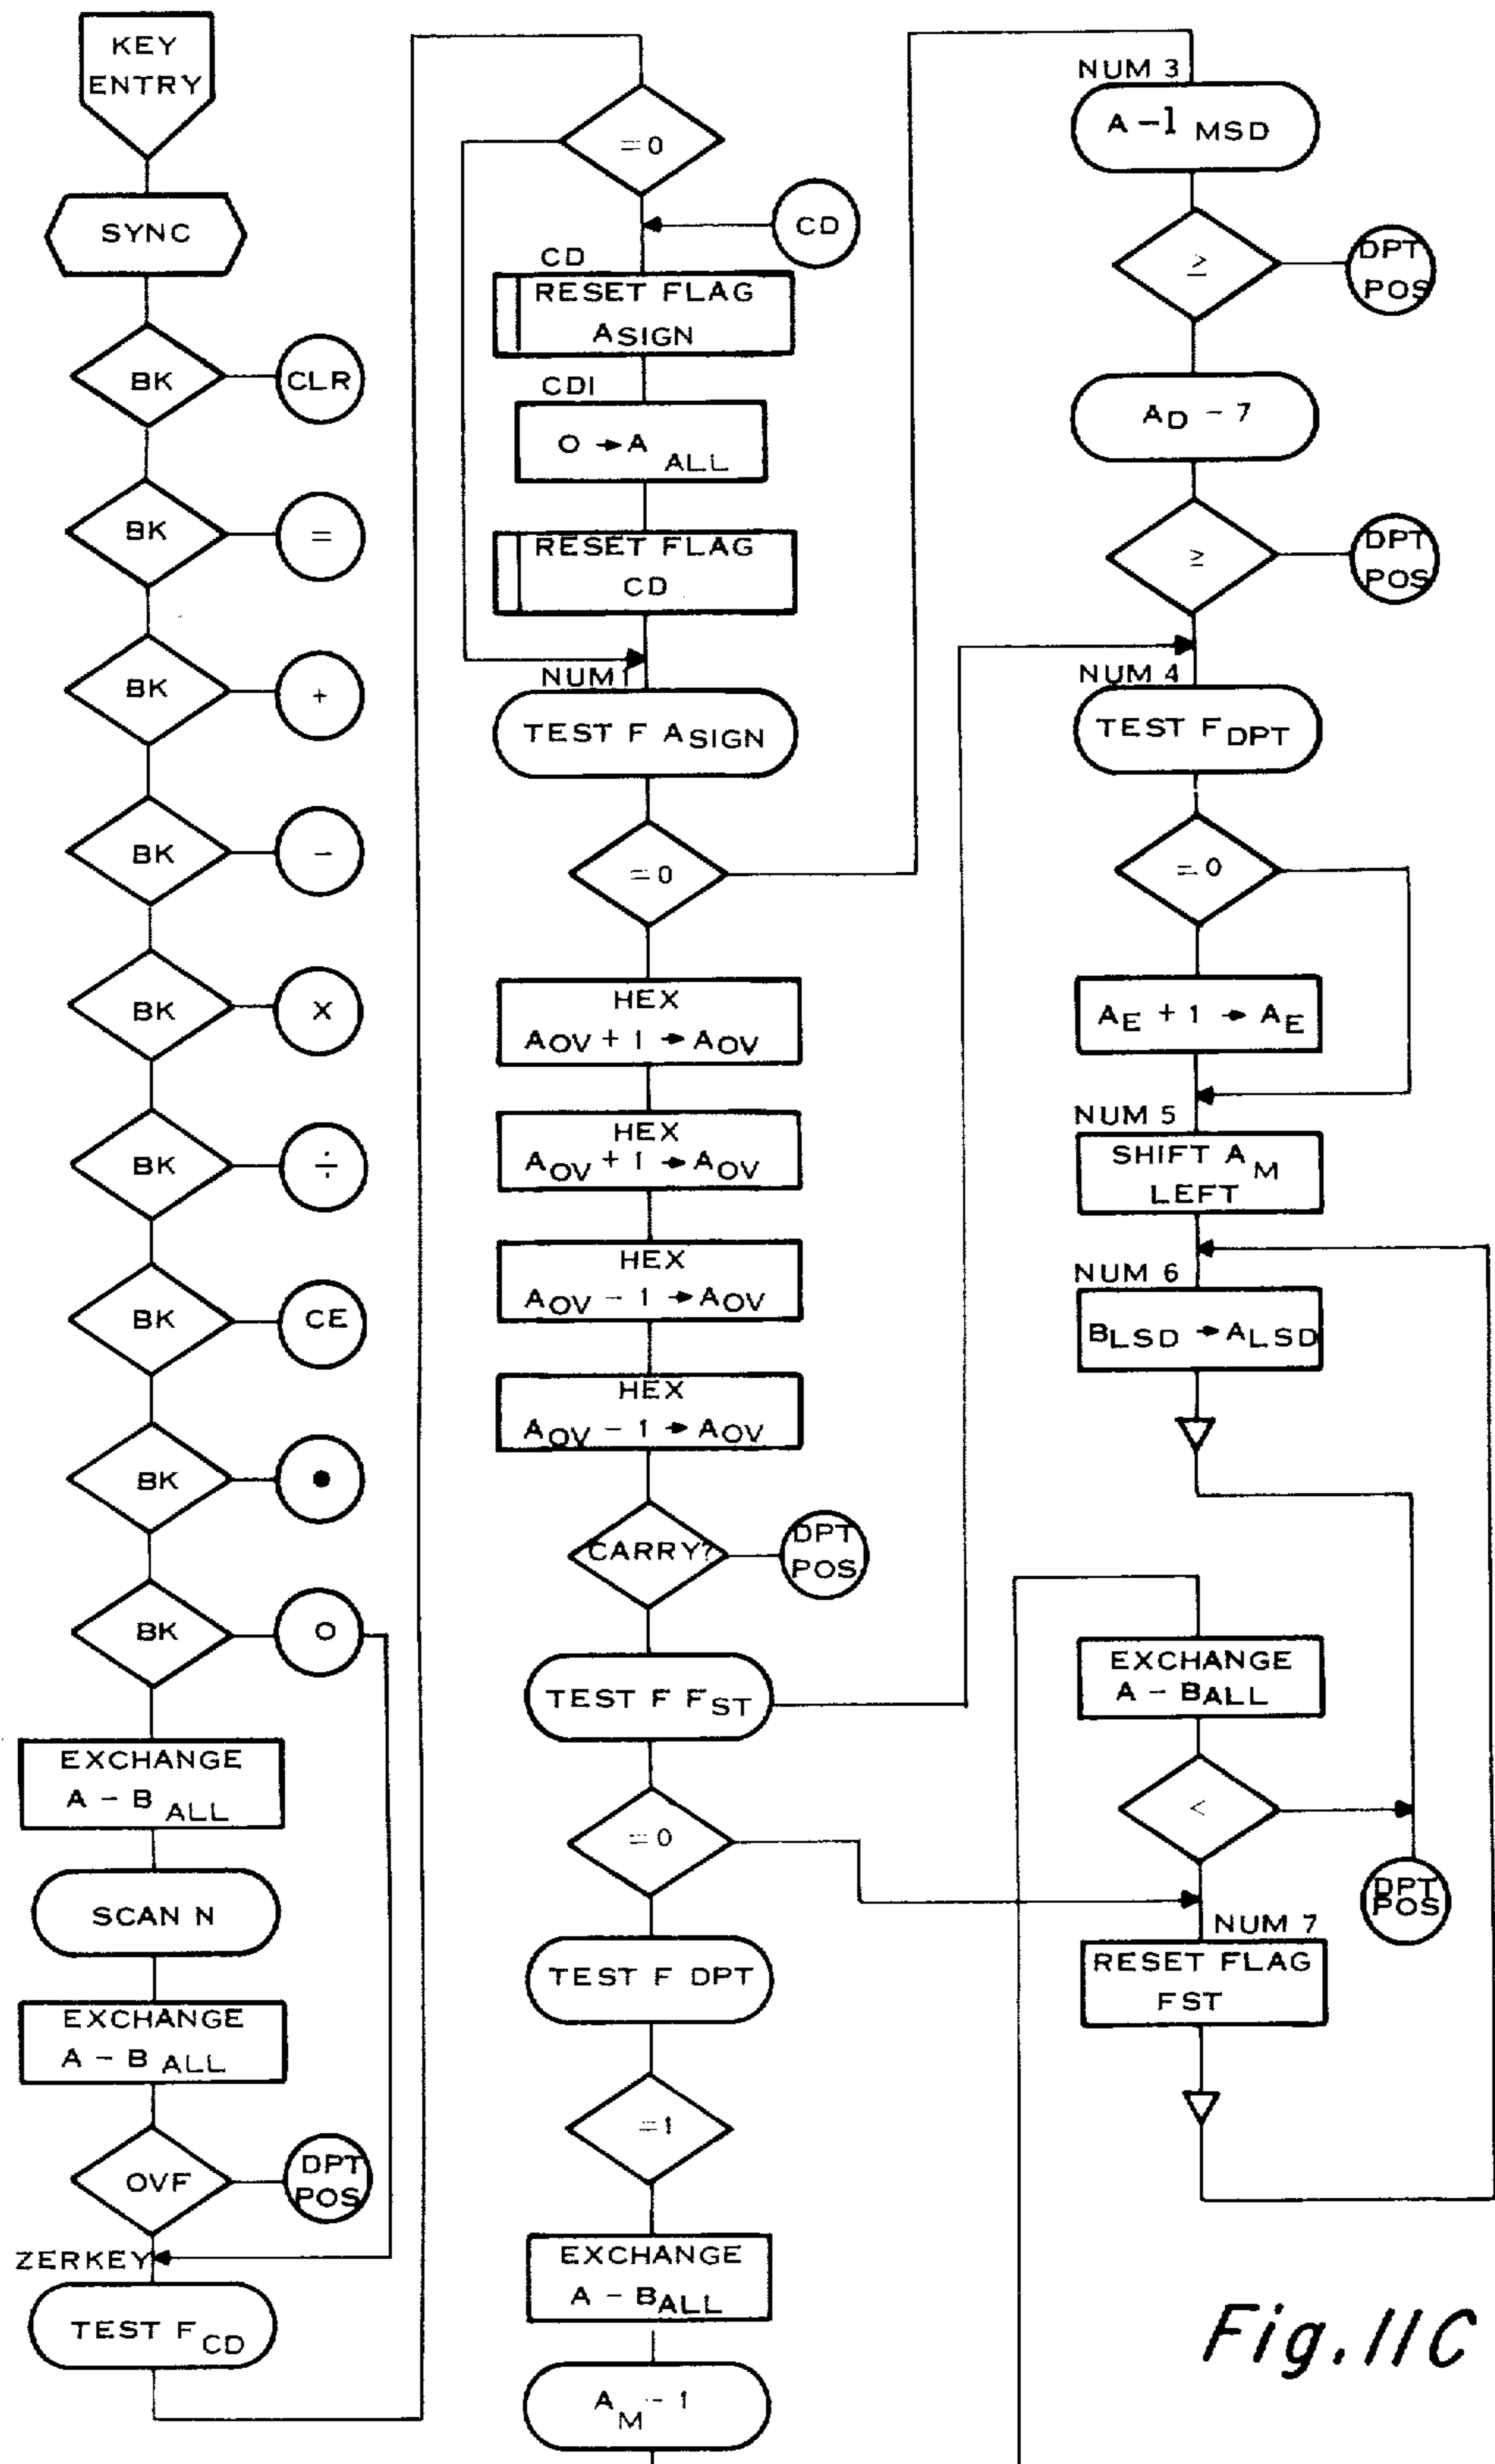 KEY
ENTRY
SYNC
BK
CLR
BK
=
BK
+
BK
−
BK
X
BK
÷
BK
CE
BK
●
BK
O
EXCHANGE
A - B ALL
SCAN N
EXCHANGE
A - B ALL
OVF
DPT
POS
ZERKEY
TEST F CD
=0
CD
CD
RESET FLAG
ASIGN
CD1
O → A ALL
RESET FLAG
CD
NUM 1
TEST F ASIGN
=0
HEX
AOV + 1 → AOV
HEX
AOV + 1 → AOV
HEX
AOV - 1 → AOV
HEX
AOV - 1 → AOV
CARRY?
DPT
POS
TEST F FST
=0
TEST F DPT
=1
EXCHANGE
A - BALL
AM - 1
NUM 3
A -1 MSD
≥
DPT
POS
AD - 7
≥
DPT
POS
NUM 4
TEST FDPT
=0
AE + 1 → AE
NUM 5
SHIFT AM
LEFT
NUM 6
BLSD → ALSD
EXCHANGE
A - BALL
<
DPT
POS
NUM 7
RESET FLAG
FST
Fig. 11C